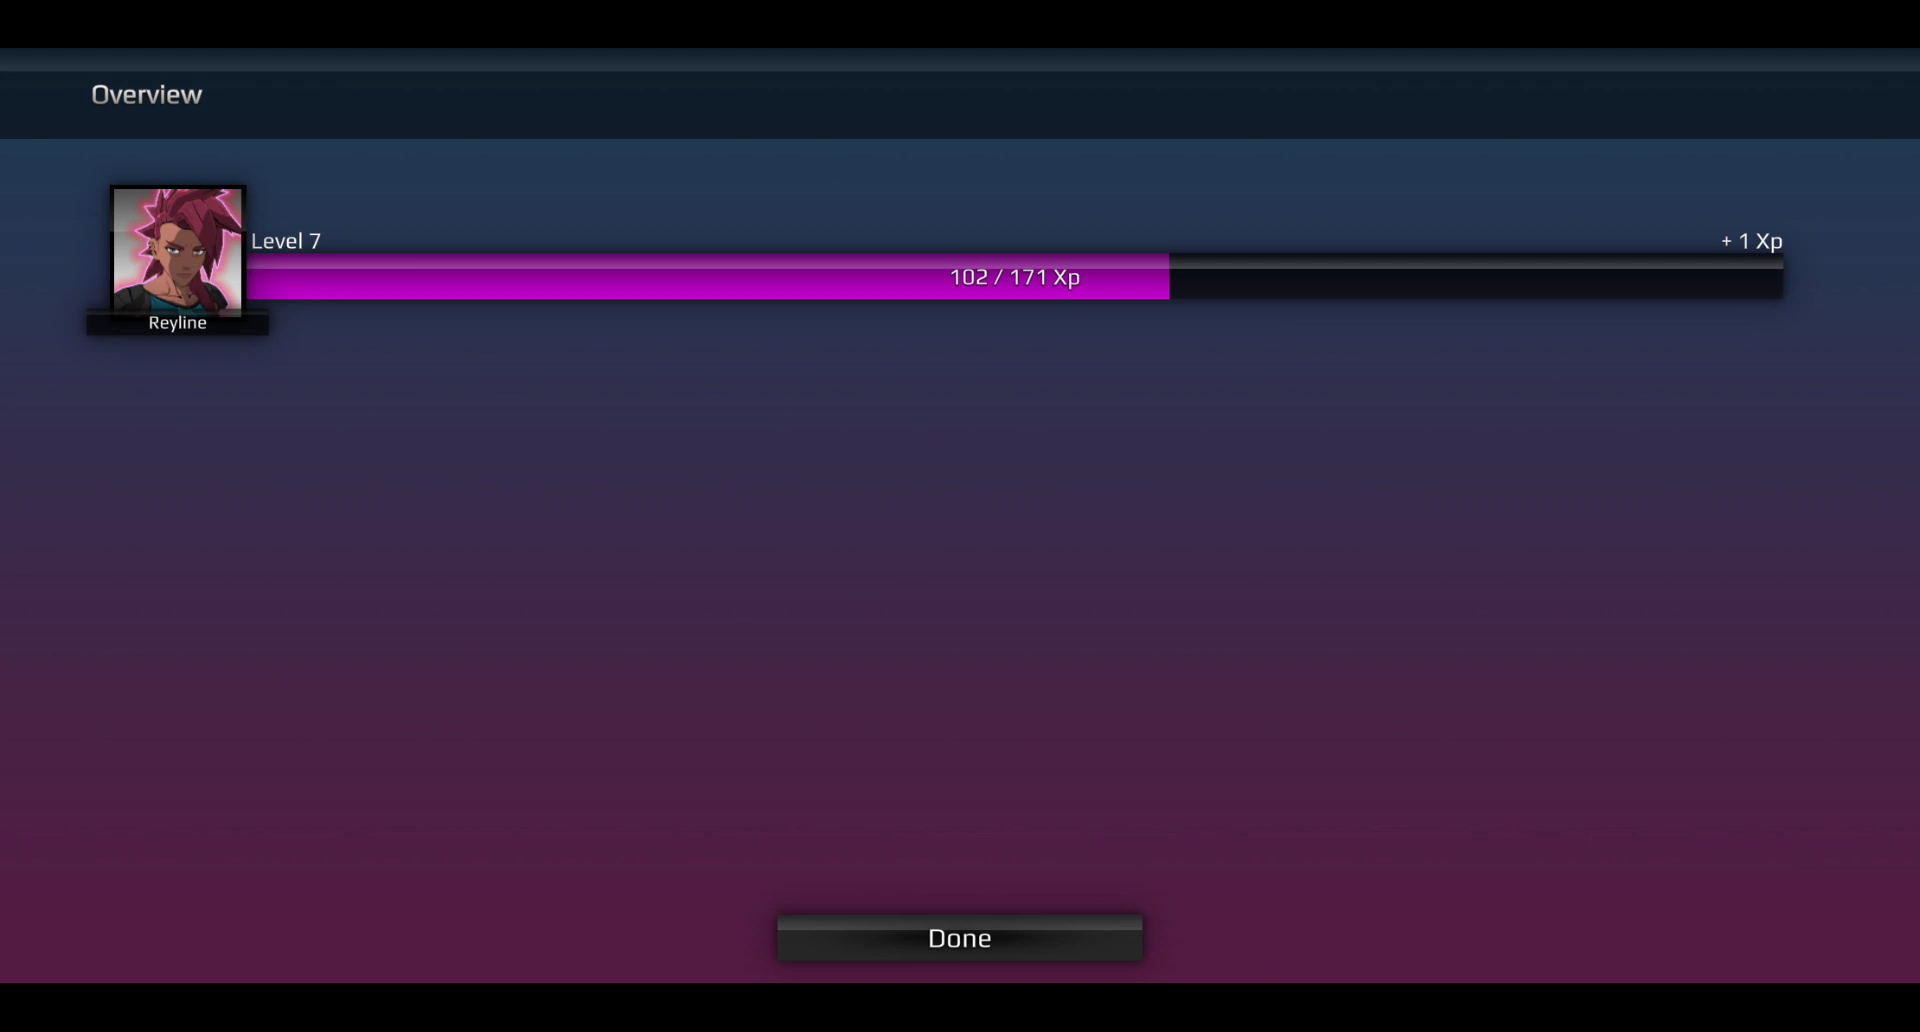 Overview
Level 7
+ 1 Xp
102 / 171 Xp
Reyline
Done